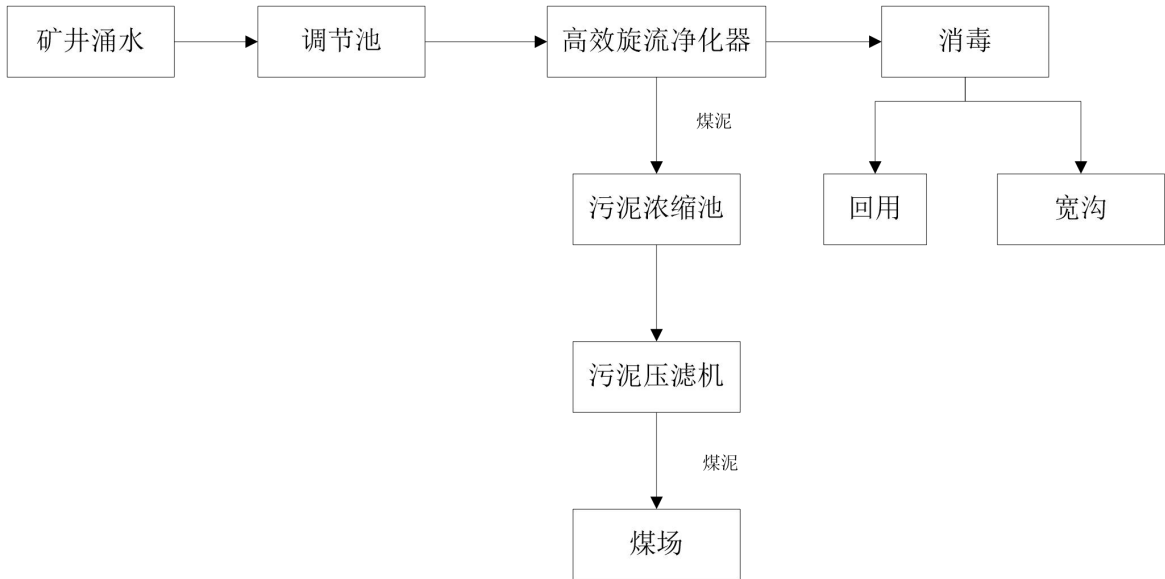 矿井涌水
调节池
高效旋流净化器
消毒
煤泥
污泥浓缩池
回用
宽沟
污泥压滤机
煤泥
煤场